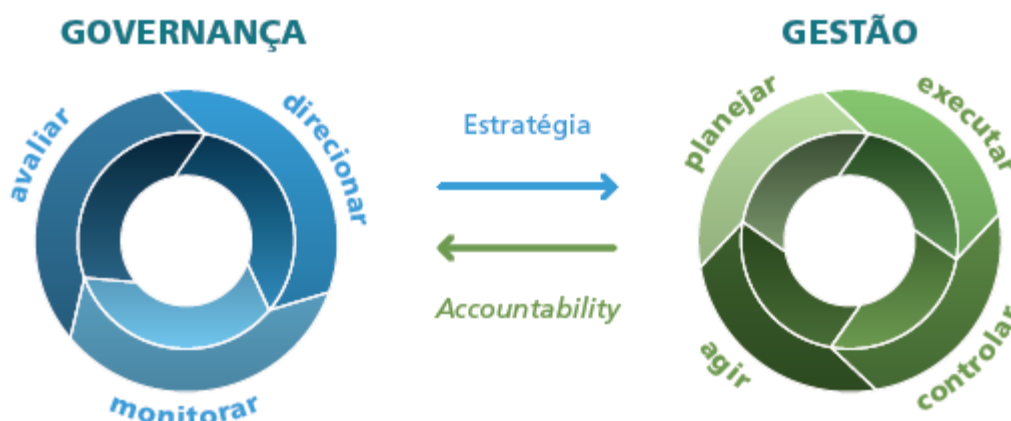 GOVERNANÇA
avaliar
direcionar
monitorar
Estratégia
Accountability
GESTÃO
planejar
executar
controlar
agir